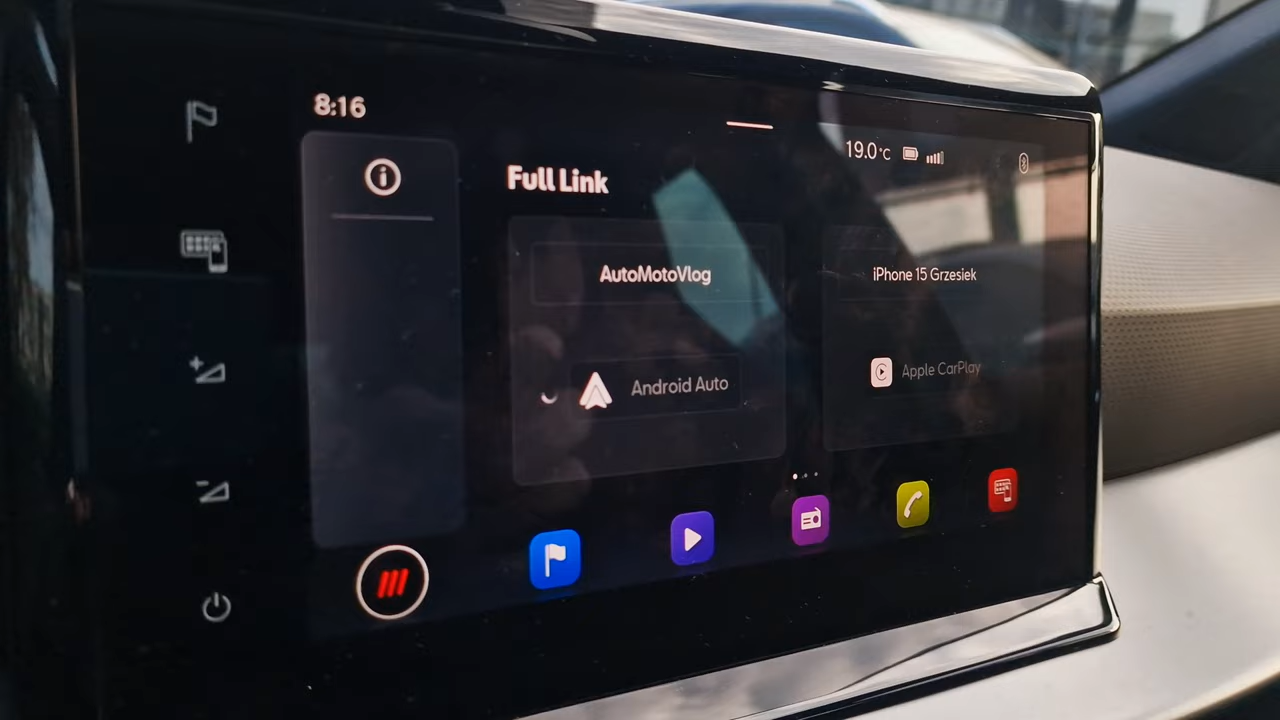 8:16
19.0°C
Full Link
AutoMotoVlog
iPhone 15 Grzesiek
Android Auto
Apple CarPlay